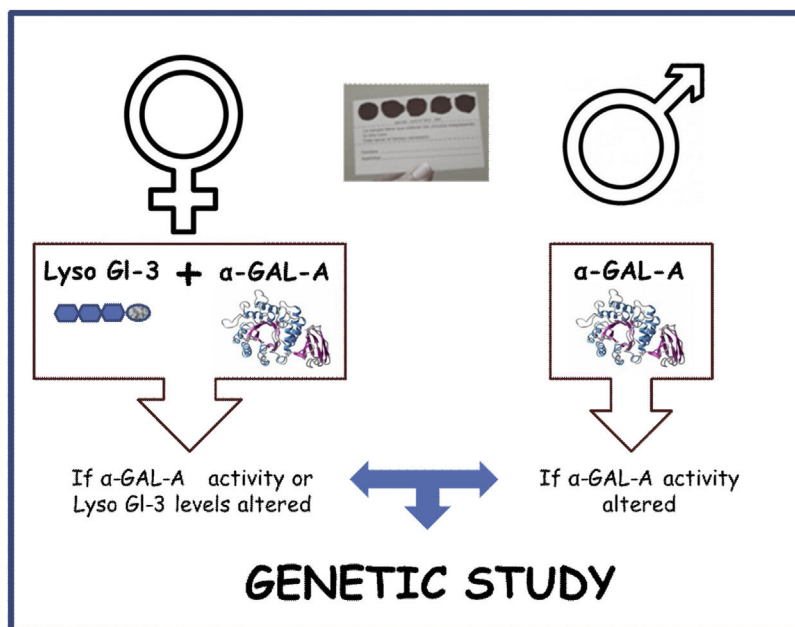 Lyso Gl-3 + α-GAL-A
α-GAL-A
If α-GAL-A activity or
Lyso Gl-3 levels altered
If α-GAL-A activity
altered
GENETIC STUDY